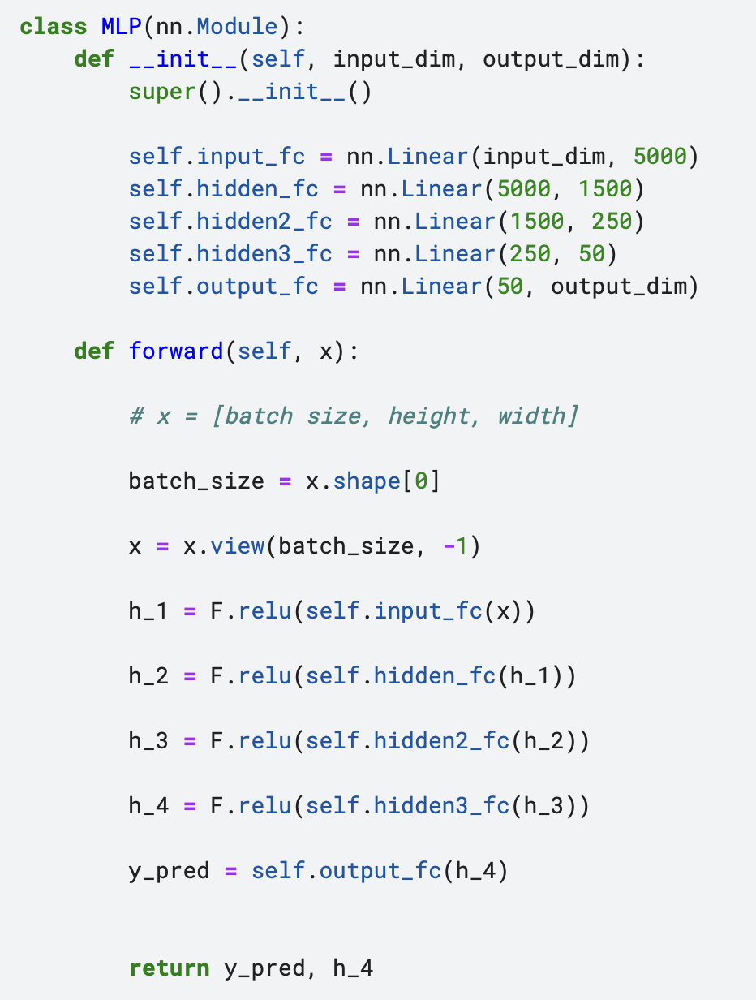 class MLP(nn.Module):
    def __init__(self, input_dim, output_dim):
        super().__init__()
        self.input_fc = nn.Linear(input_dim, 5000)
        self.hidden_fc = nn.Linear(5000, 1500)
        self.hidden2_fc = nn.Linear(1500, 250)
        self.hidden3_fc = nn.Linear(250, 50)
        self.output_fc = nn.Linear(50, output_dim)
    def forward(self, x):
        # x = [batch size, height, width]
        batch_size = x.shape[0]
        x = x.view(batch_size, -1)
        h_1 = F.relu(self.input_fc(x))
        h_2 = F.relu(self.hidden_fc(h_1))
        h_3 = F.relu(self.hidden2_fc(h_2))
        h_4 = F.relu(self.hidden3_fc(h_3))
        y_pred = self.output_fc(h_4)
        return y_pred, h_4